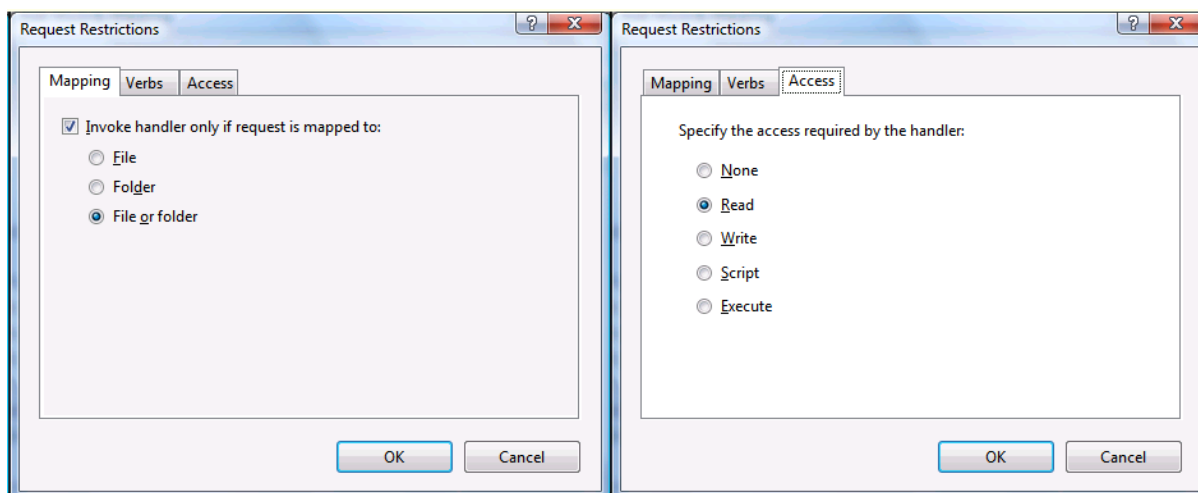 Request Restrictions
Mapping Verbs Access
Invoke handler only if request is mapped to:
File
Folder
File or folder
OK Cancel
Request Restrictions
Mapping Verbs Access
Specify the access required by the handler:
None
Read
Write
Script
Execute
OK Cancel